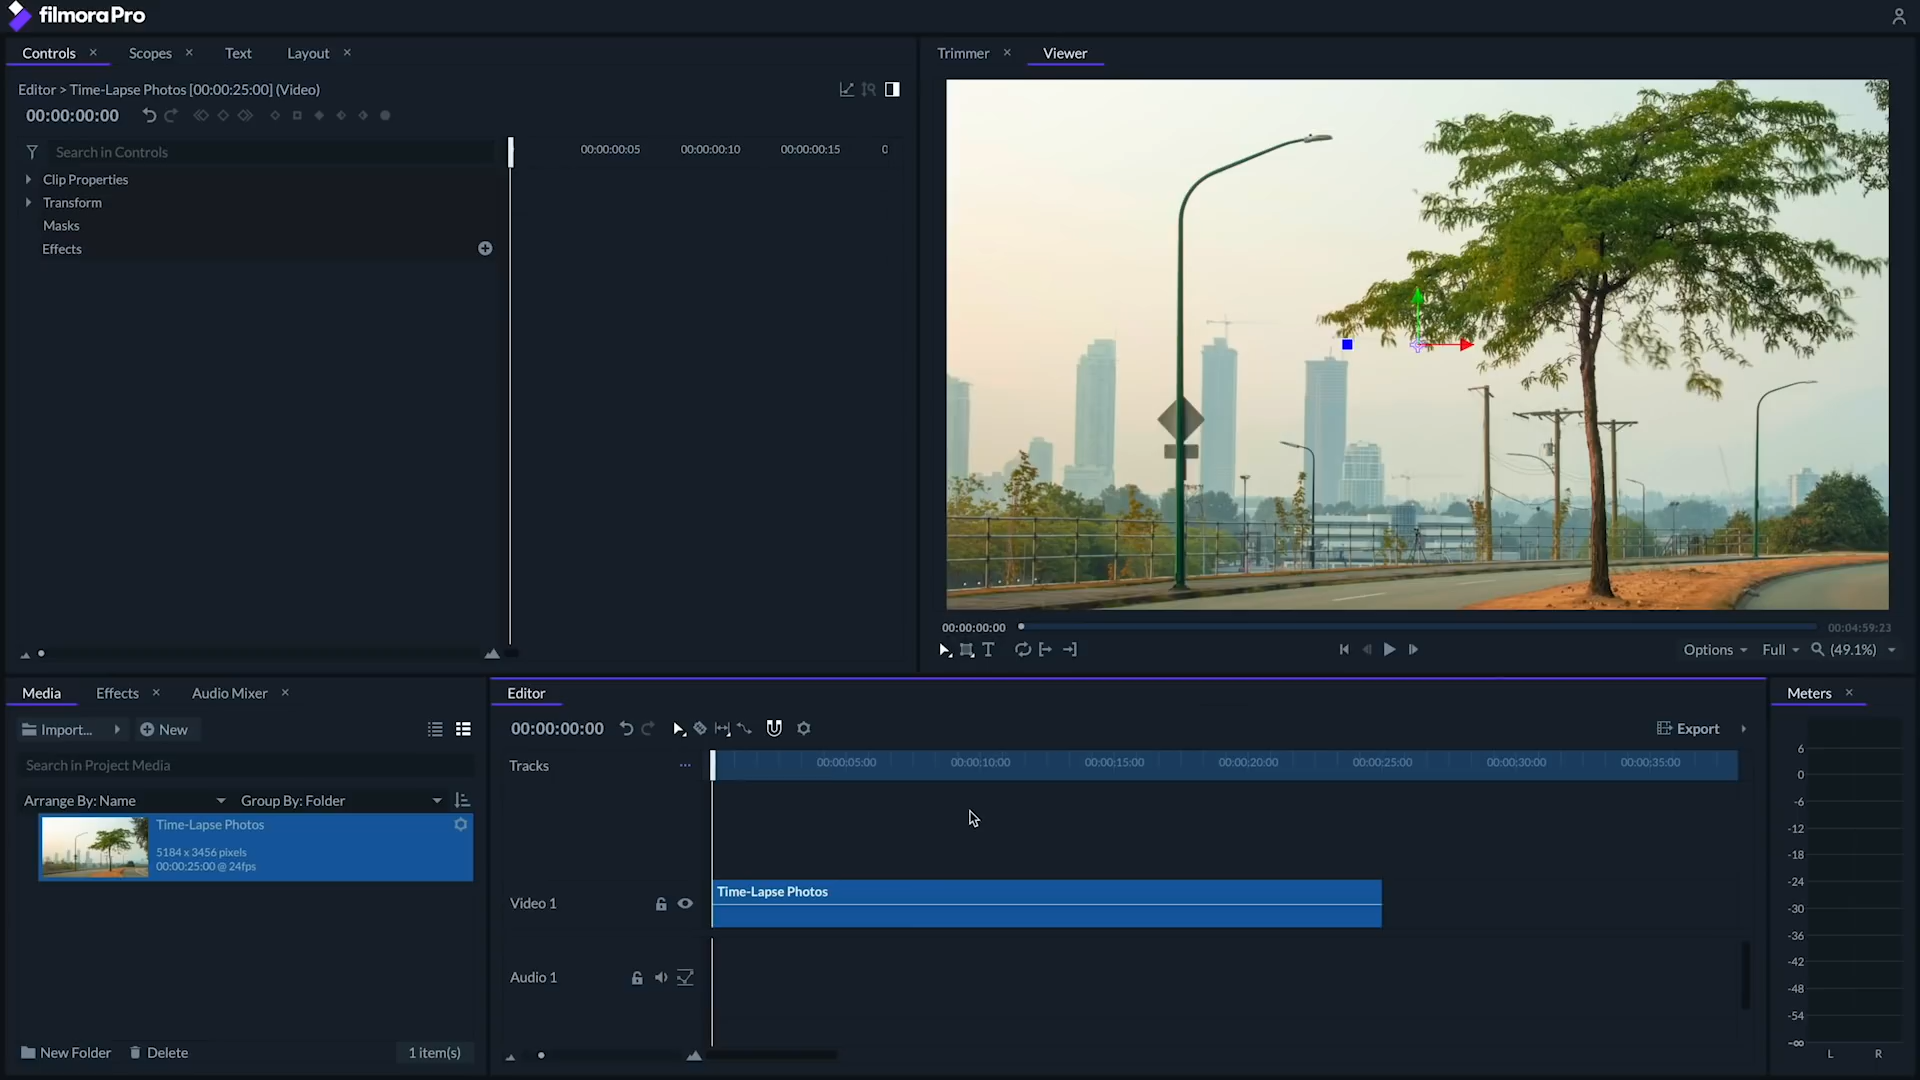 filmoraPro
Controls
Scopes
Text
Layout
Trimmer
Viewer
Editor > Time-Lapse Photos [00:00:25:00] (Video)
00:00:00:00
Search in Controls
00:00:00:05
00:00:00:10
00:00:00:15
0
Clip Properties
Transform
Masks
Effects
00:00:00:00
00:04:59:23
Options
Full
(49.1%)
Media
Effects
Audio Mixer
Import...
New
Search in Project Media
Arrange By: Name
Group By: Folder
Time-Lapse Photos
5184 x 3456 pixels
00:00:25:00 @ 24fps
New Folder
Delete
1 item(s)
Editor
00:00:00:00
Export
Tracks
00:00:05:00
00:00:10:00
00:00:15:00
00:00:20:00
00:00:25:00
00:00:30:00
00:00:35:00
Time-Lapse Photos
Video 1
Audio 1
Meters
6
0
-6
-12
-18
-24
-30
-36
-42
-48
-54
-∞
L
R